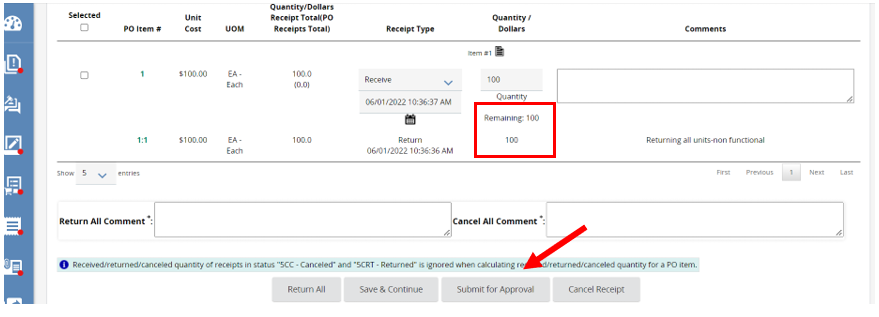 Selected
PO Item #
Unit
Cost
UOM
Quantity/Dollars
Receipt Total(PO
Receipts Total)
Receipt Type
Quantity /
Dollars
Comments
Item #1
1
$100.00
EA -
Each
100.0
(0.0)
Receive
100
Quantity
06/01/2022 10:36:37 AM
Remaining: 100
1:1
$100.00
EA -
Each
100.0
Return
06/01/2022 10:36:36 AM
100
Returning all units-non functional
Show 5 entries
First Previous 1 Next Last
Return All Comment *:
Cancel All Comment *:
Received/returned/canceled quantity of receipts in status "5CC - Canceled" and "5CRT - Returned" is ignored when calculating /returned/canceled quantity for a PO item.
Return All Save & Continue Submit for Approval Cancel Receipt